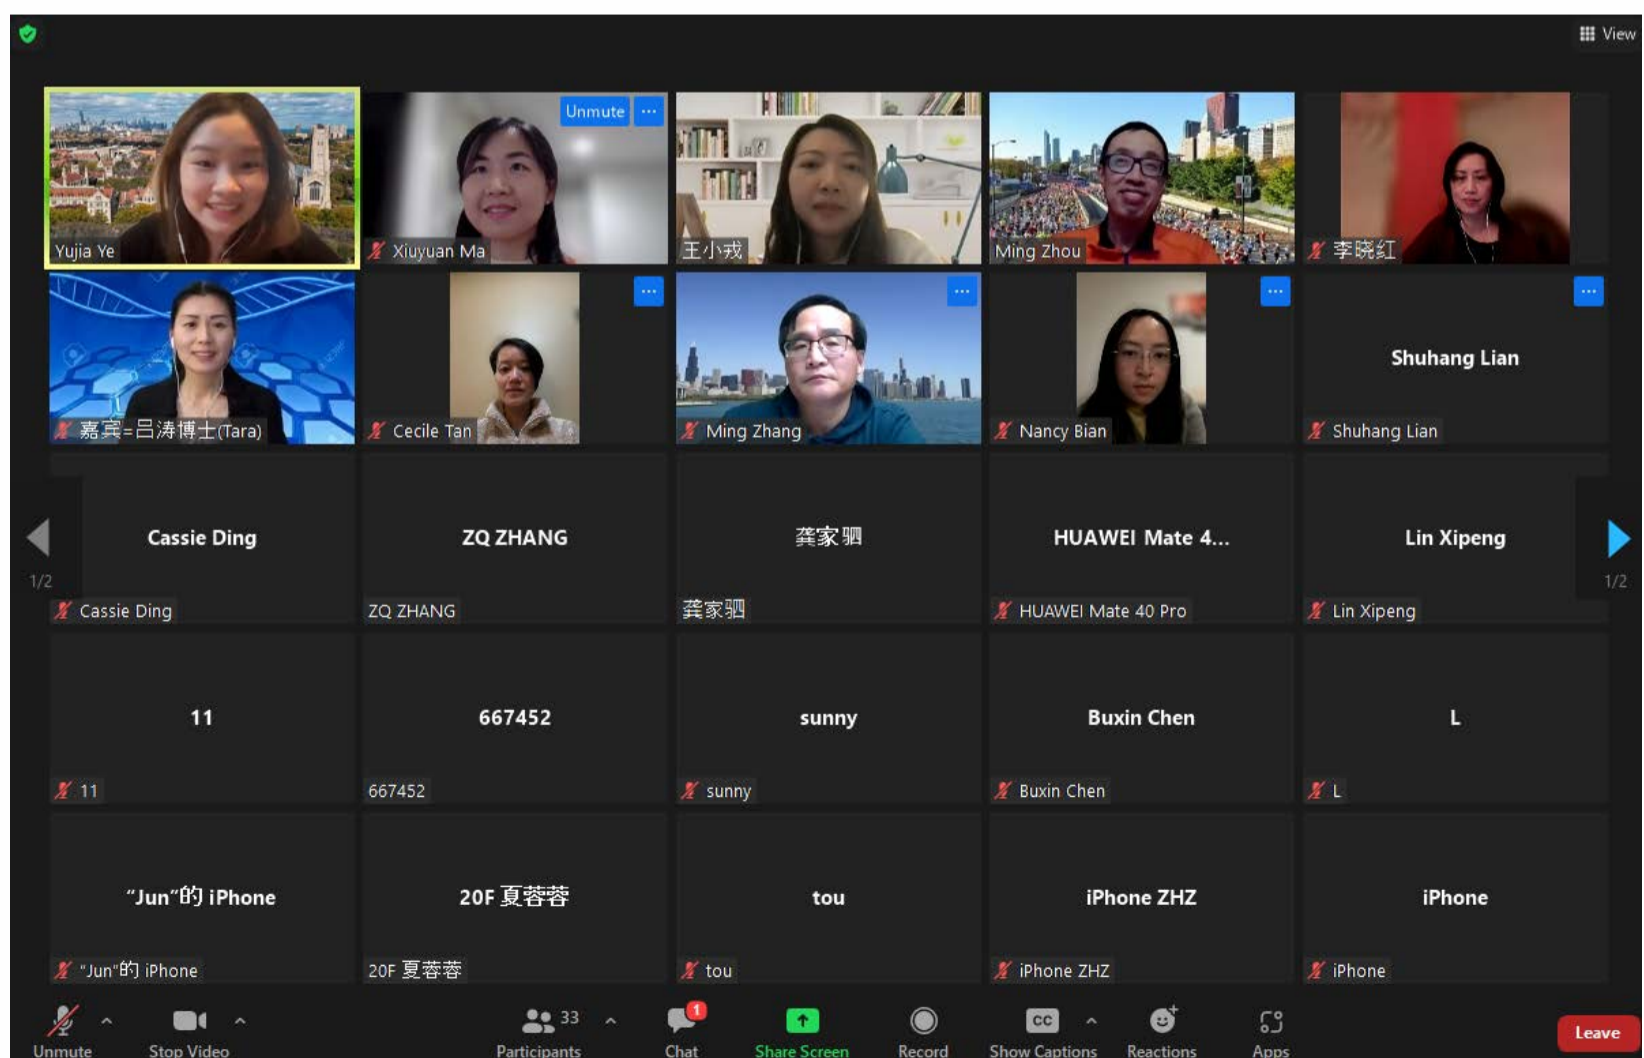 View
Unmute
Yujia Ye
Xiuyuan Ma
王小戎
Ming Zhou
李晓红
嘉宾=吕涛博士(Tara)
Cecile Tan
Ming Zhang
Nancy Bian
Shuhang Lian
Shuhang Lian
Cassie Ding
ZQ ZHANG
龚家驷
HUAWEI Mate 4...
Lin Xipeng
1/2
1/2
Cassie Ding
ZQ ZHANG
龚家驷
HUAWEI Mate 40 Pro
Lin Xipeng
11
667452
sunny
Buxin Chen
L
11
667452
sunny
Buxin Chen
L
“Jun”的 iPhone
20F 夏蓉蓉
tou
iPhone ZHZ
iPhone
“Jun”的 iPhone
20F 夏蓉蓉
tou
iPhone ZHZ
iPhone
33
1
CC
Unmute
Stop Video
Participants
Chat
Share Screen
Record
Show Captions
Reactions
Apps
Leave